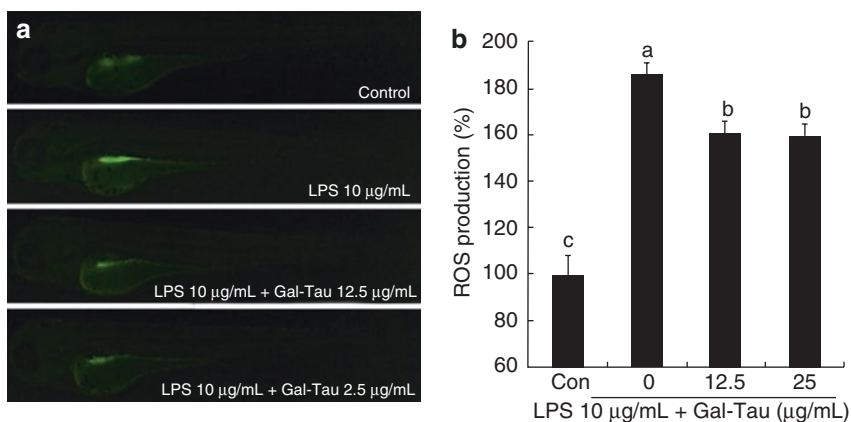 a
Control
LPS 10 μg/mL
LPS 10 μg/mL + Gal-Tau 12.5 μg/mL
LPS 10 μg/mL + Gal-Tau 2.5 μg/mL
b
ROS production (%)
200
180
160
140
120
100
80
60
c
a
b
b
Con 0 12.5 25
LPS 10 μg/mL + Gal-Tau (μg/mL)